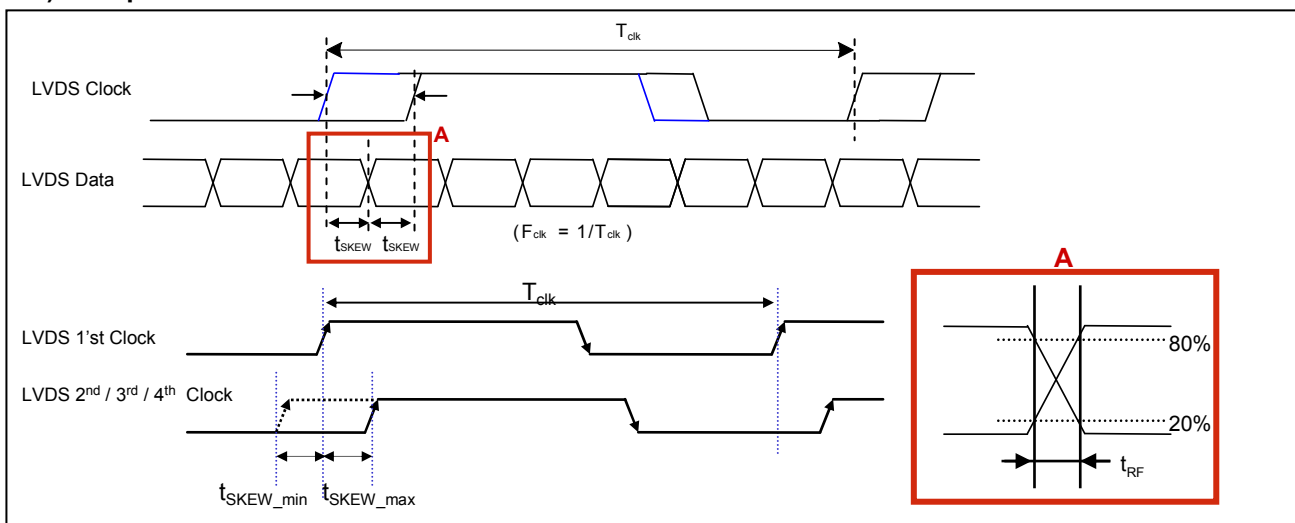 Tclk
LVDS Clock
A
LVDS Data
tSKEW tSKEW
(Fclk = 1/Tclk)
A
Tclk
LVDS 1'st Clock
80%
LVDS 2nd / 3rd / 4th Clock
20%
tRF
tSKEW_min tSKEW_max